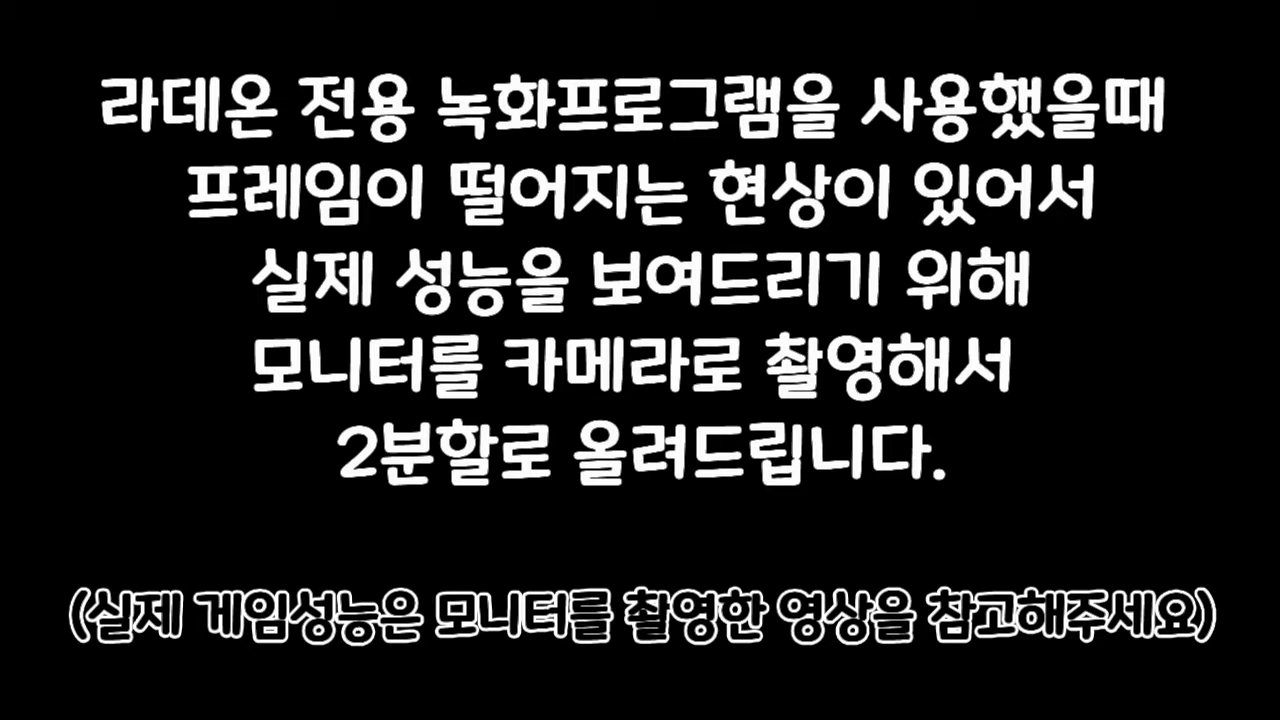 라데온 전용 녹화프로그램을 사용했을때
프레임이 떨어지는 현상이 있어서
실제 성능을 보여드리기 위해
모니터를 카메라로 촬영해서
2분할로 올려드립니다.
(실제 게임성능은 모니터를 촬영한 영상을 참고해주세요)